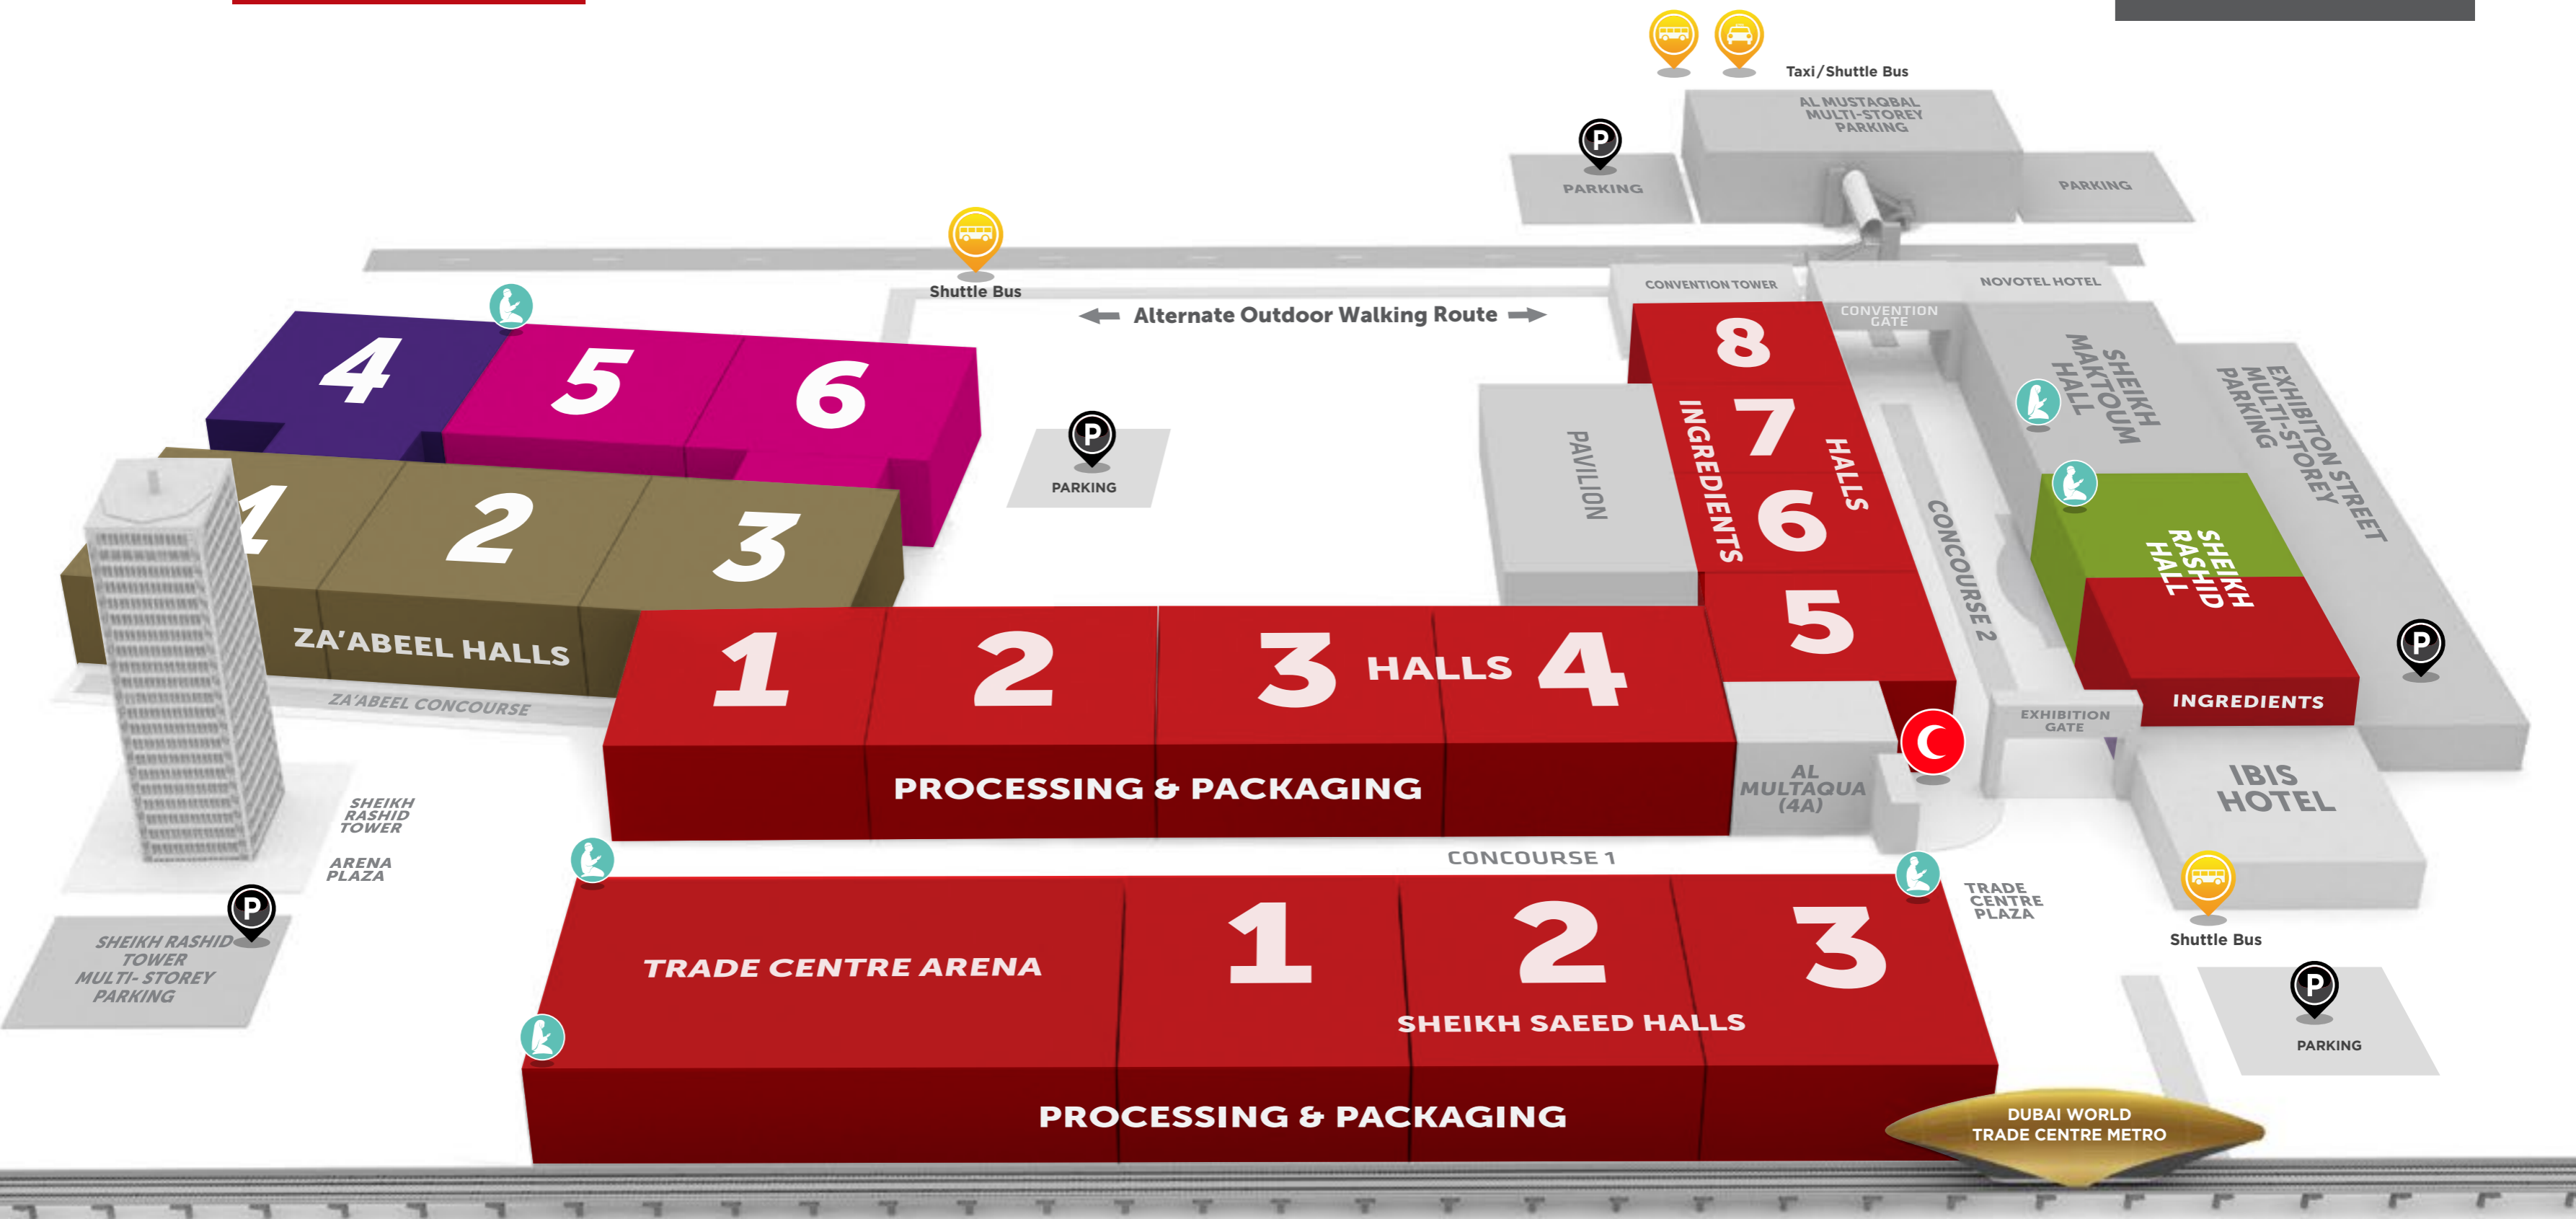 Taxi/Shuttle Bus
AL MUSTAQBAL
MULTI-STOREY
PARKING
P
PARKING
PARKING
Shuttle Bus
Alternate Outdoor Walking Route
CONVENTION TOWER
NOVOTEL HOTEL
CONVENTION
GATE
4
5
6
8
7
6
5
INGREDIENTS
HALLS
PAVILION
P
PARKING
SHEIKH
MAKTOUM
HALL
EXHIBITON STREET
MULTI-STOREY
PARKING
CONCOURSE 2
SHEIKH
RASHID
HALL
INGREDIENTS
P
1
2
3
ZA'ABEEL HALLS
ZA'ABEEL CONCOURSE
1
2
3
HALLS
4
PROCESSING & PACKAGING
AL
MULTAQUA
(4A)
EXHIBITION
GATE
IBIS
HOTEL
SHEIKH
RASHID
TOWER
ARENA
PLAZA
P
SHEIKH RASHID
TOWER
MULTI- STOREY
PARKING
CONCOURSE 1
TRADE
CENTRE
PLAZA
Shuttle Bus
P
PARKING
TRADE CENTRE ARENA
1
2
3
SHEIKH SAEED HALLS
PROCESSING & PACKAGING
DUBAI WORLD
TRADE CENTRE METRO